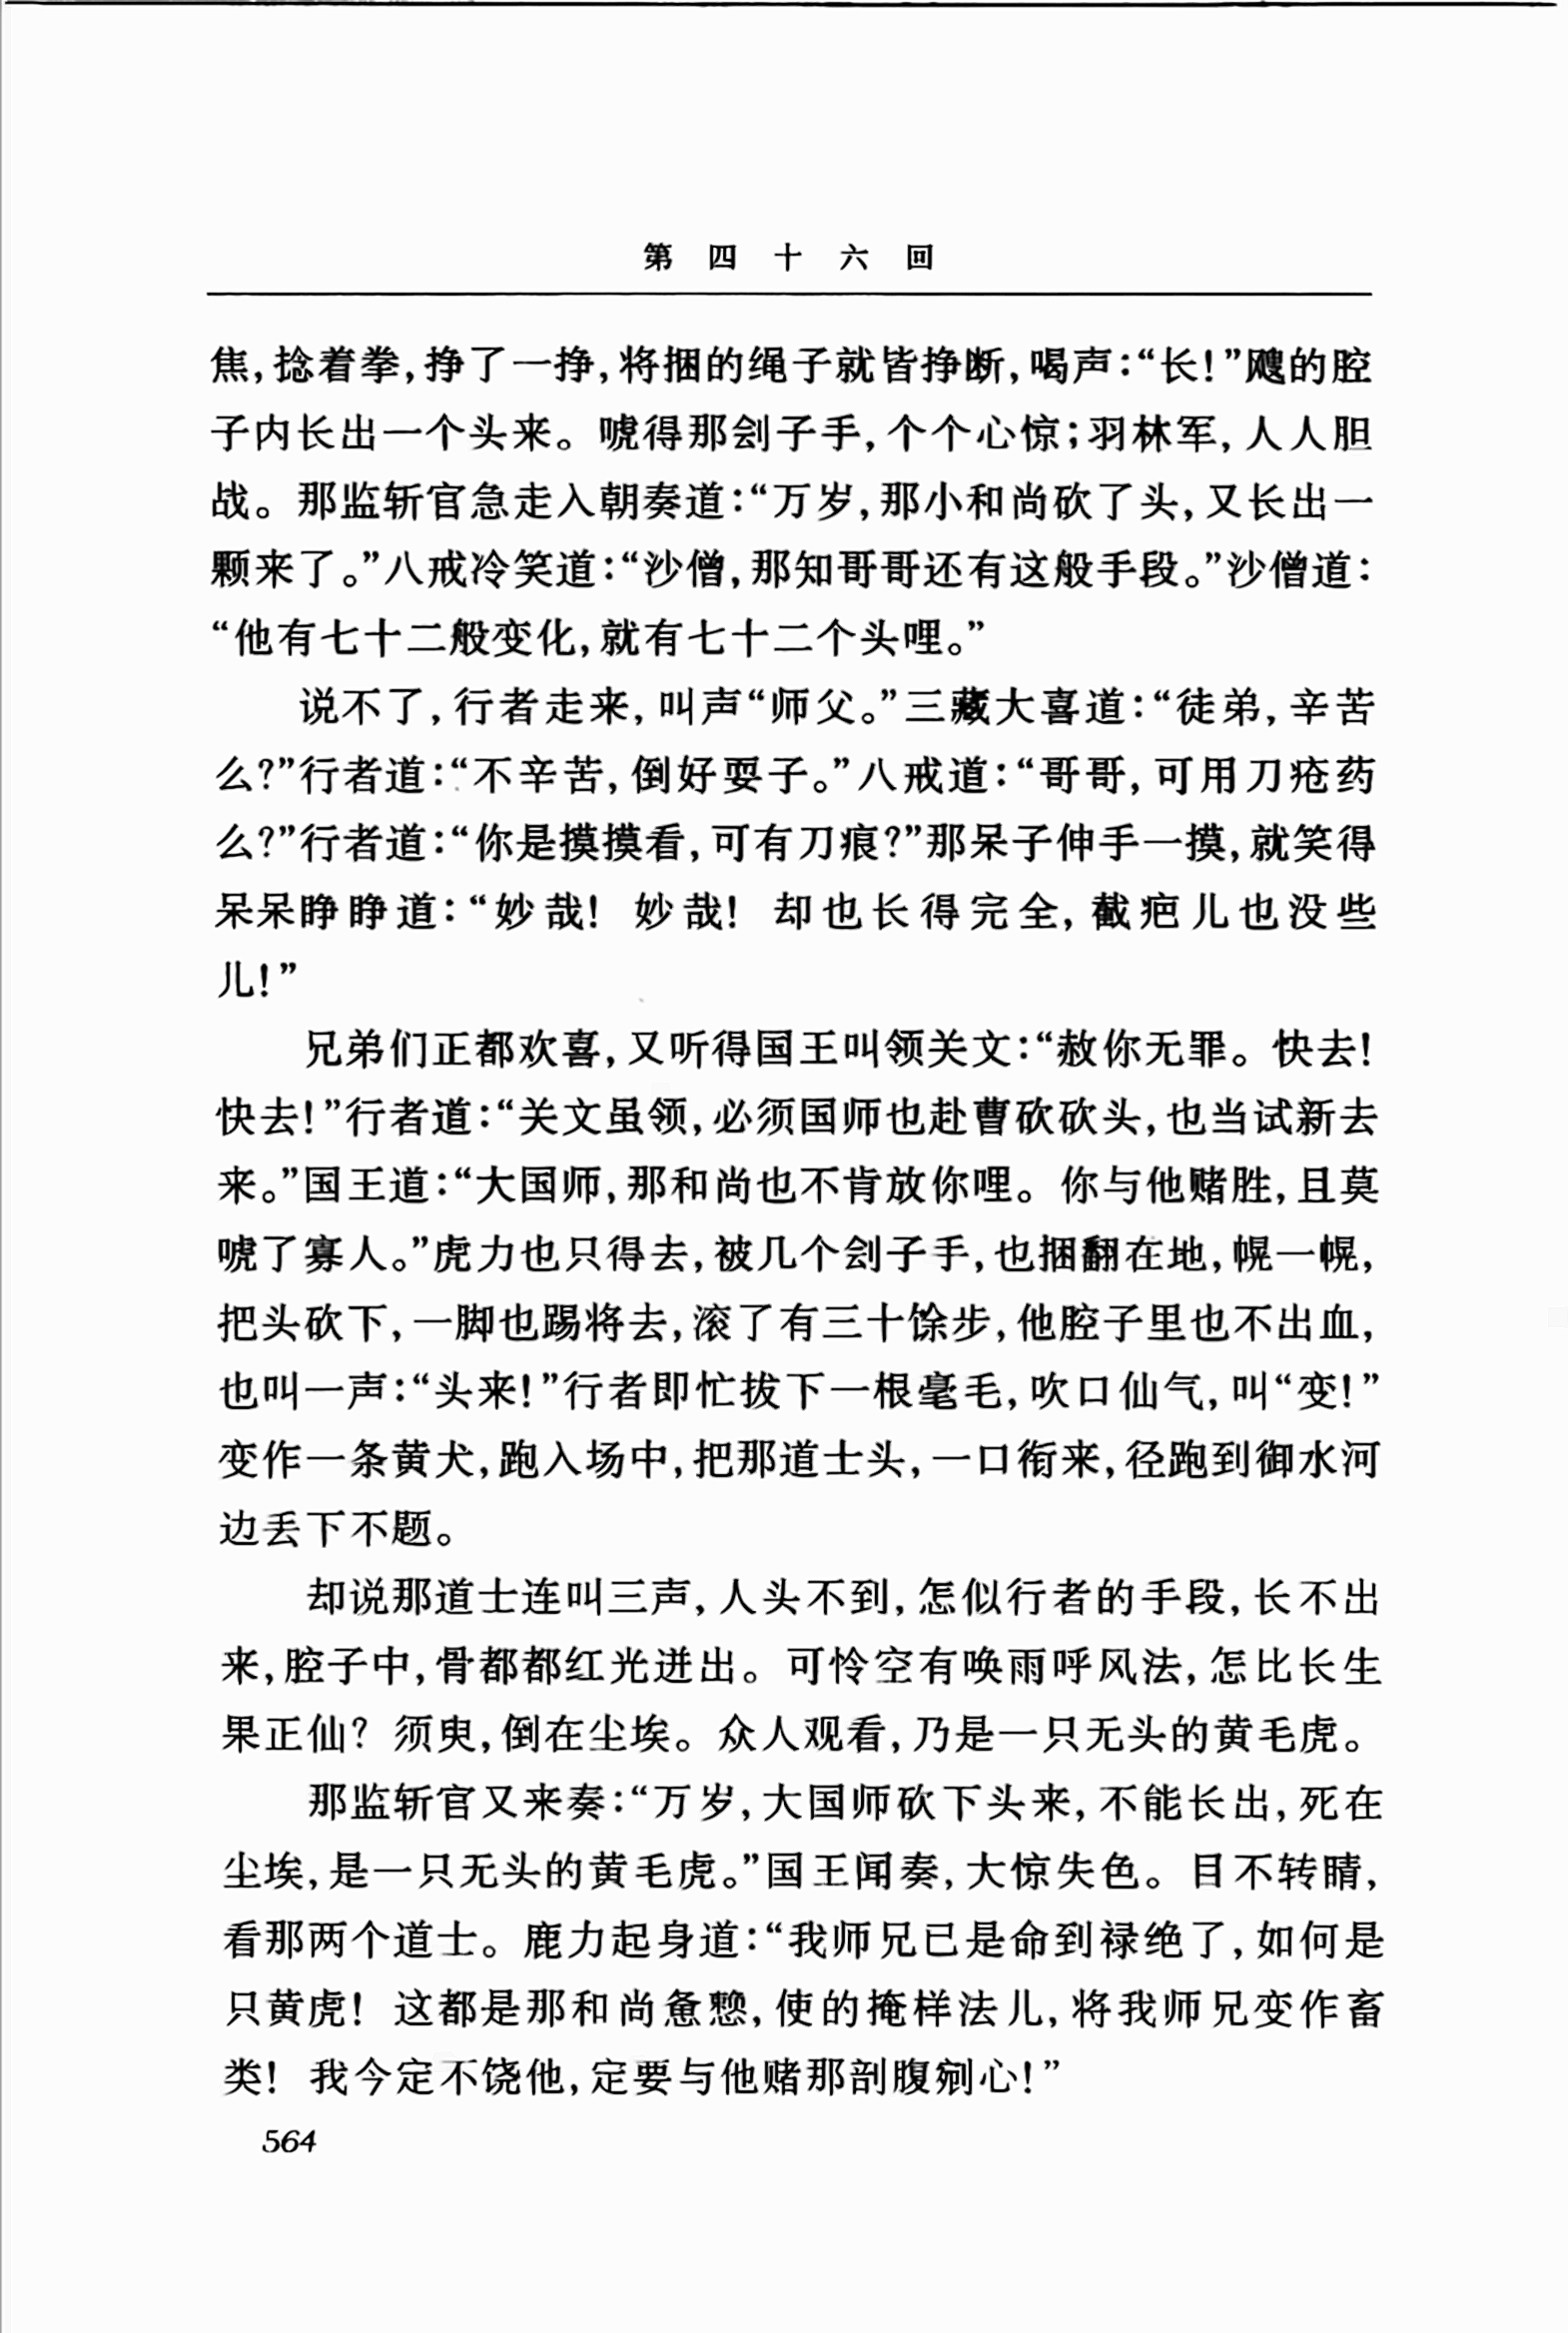 第四十六回
焦,捻着拳,挣了一挣,将捆的绳子就皆挣断,喝声:“长!”飕的腔
子内长出一个头来。唬得那刽子手,个个心惊;羽林军,人人胆
战。那监斩官急走入朝奏道:“万岁,那小和尚砍了头,又长出一
颗来了。”八戒冷笑道:“沙僧,那知哥哥还有这般手段。”沙僧道:
“他有七十二般变化,就有七十二个头哩。”
说不了,行者走来,叫声“师父。”三藏大喜道:“徒弟,辛苦
么?”行者道:“不辛苦,倒好耍子。”八戒道:“哥哥,可用刀疮药
么?”行者道:“你是摸摸看,可有刀痕?”那呆子伸手一摸,就笑得
呆呆睁睁道:“妙哉! 妙哉! 却也长得完全,截疤儿也没些
儿!”
兄弟们正都欢喜,又听得国王叫领关文:“赦你无罪。快去!
快去!”行者道:“关文虽领,必须国师也赴曹砍砍头,也当试新去
来。”国王道:“大国师,那和尚也不肯放你哩。你与他赌胜,且莫
唬了寡人。”虎力也只得去,被几个刽子手,也捆翻在地,幌一幌,
把头砍下,一脚也踢将去,滚了有三十馀步,他腔子里也不出血,
也叫一声:“头来!”行者即忙拔下一根毫毛,吹口仙气,叫“变!”
变作一条黄犬,跑入场中,把那道士头,一口衔来,径跑到御水河
边丢下不题。
却说那道士连叫三声,人头不到,怎似行者的手段,长不出
来,腔子中,骨都都红光迸出。可怜空有唤雨呼风法,怎比长生
果正仙? 须臾,倒在尘埃。众人观看,乃是一只无头的黄毛虎。
那监斩官又来奏:“万岁,大国师砍下头来,不能长出,死在
尘埃,是一只无头的黄毛虎。”国王闻奏,大惊失色。目不转睛,
看那两个道士。鹿力起身道:“我师兄已是命到禄绝了,如何是
只黄虎! 这都是那和尚惫懒,使的掩样法儿,将我师兄变作畜
类! 我今定不饶他,定要与他赌那剖腹剜心!”
564